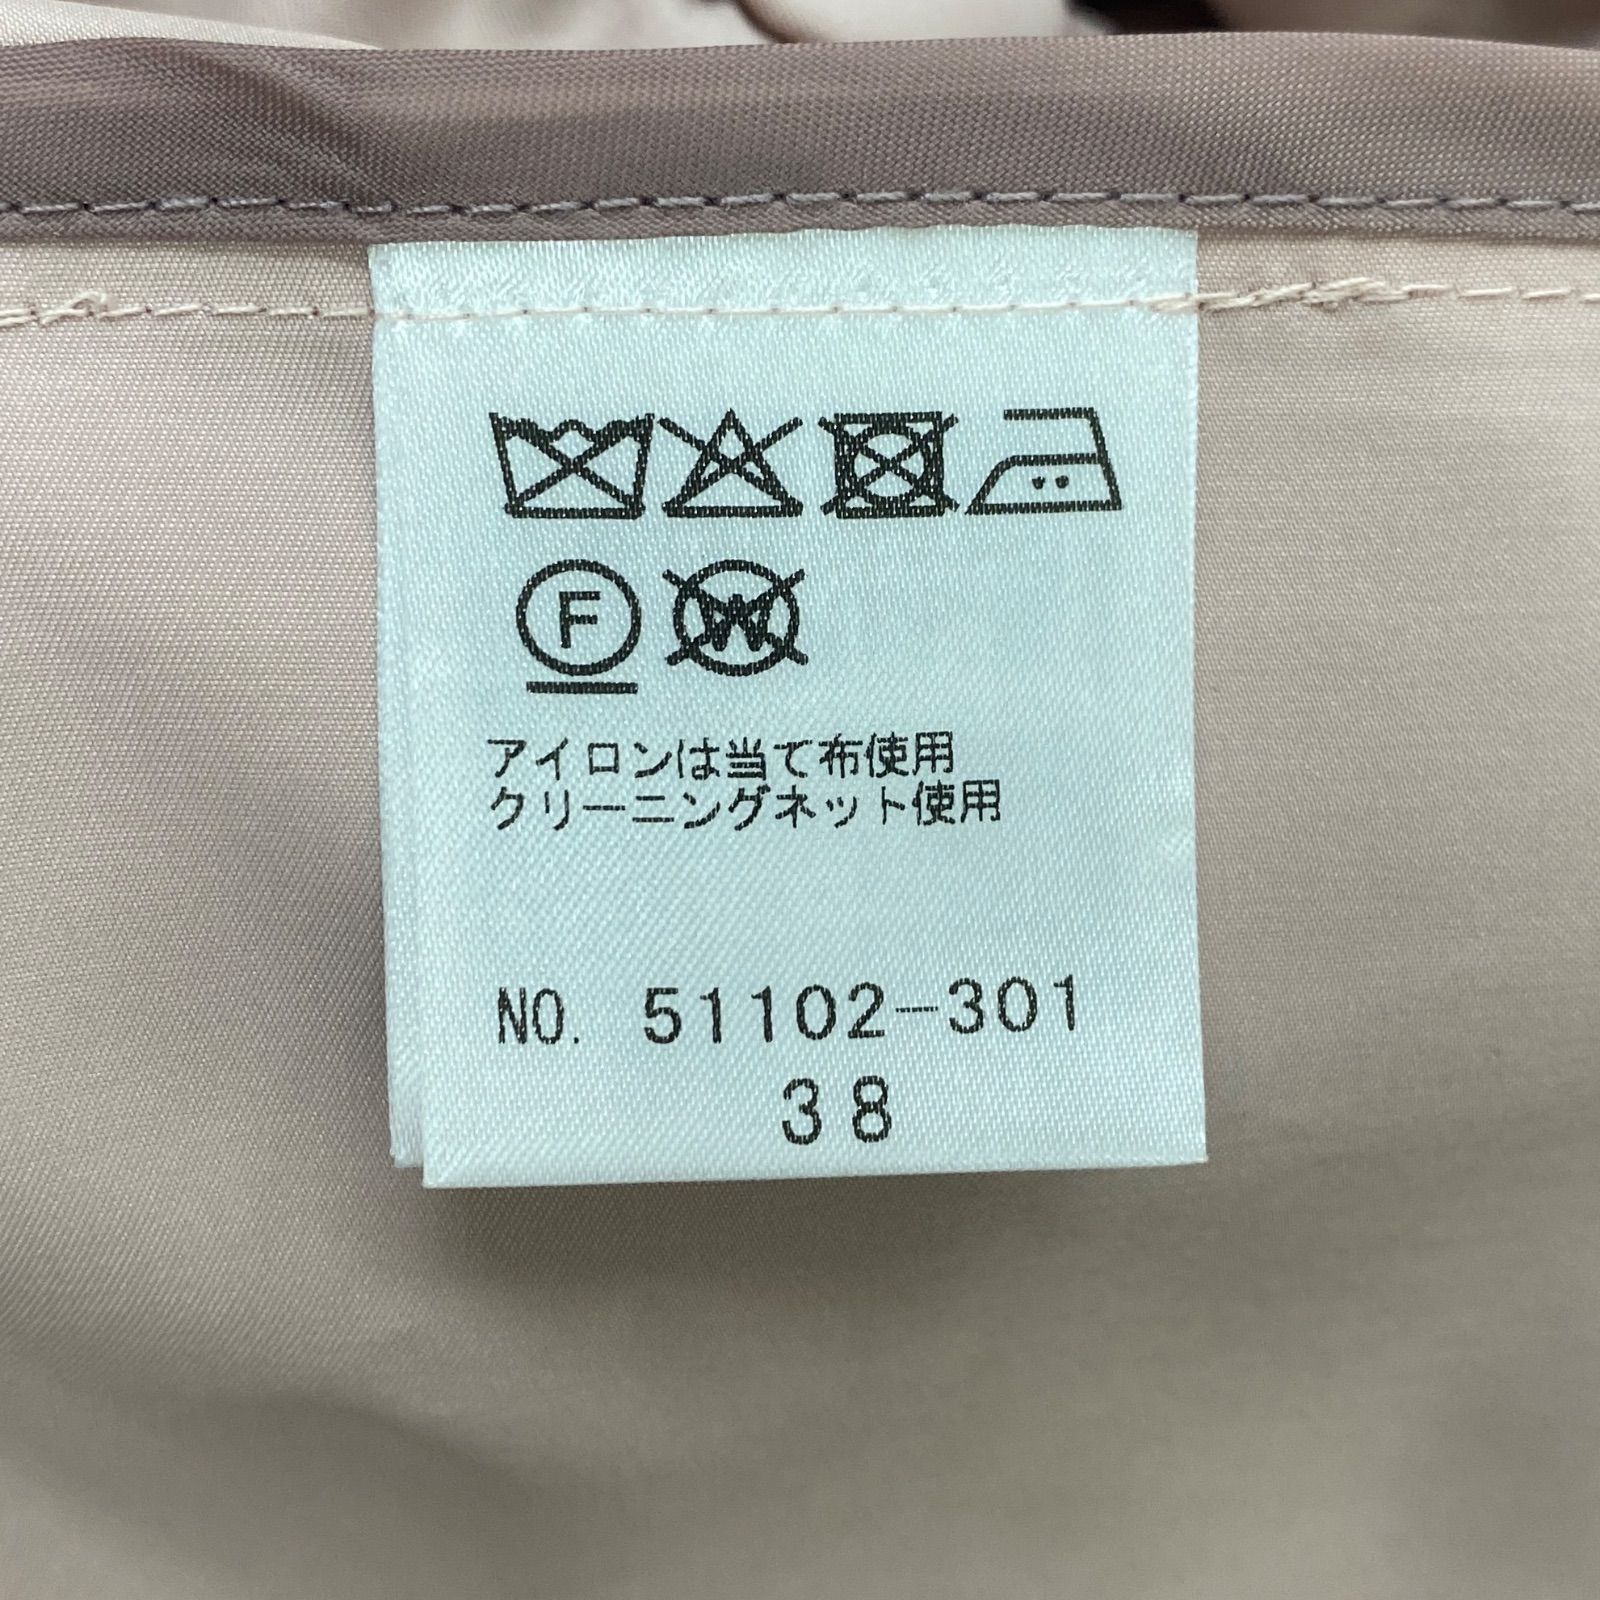 F W
アイロンは当て布使用
クリーニングネット使用
NO. 51102-301
38